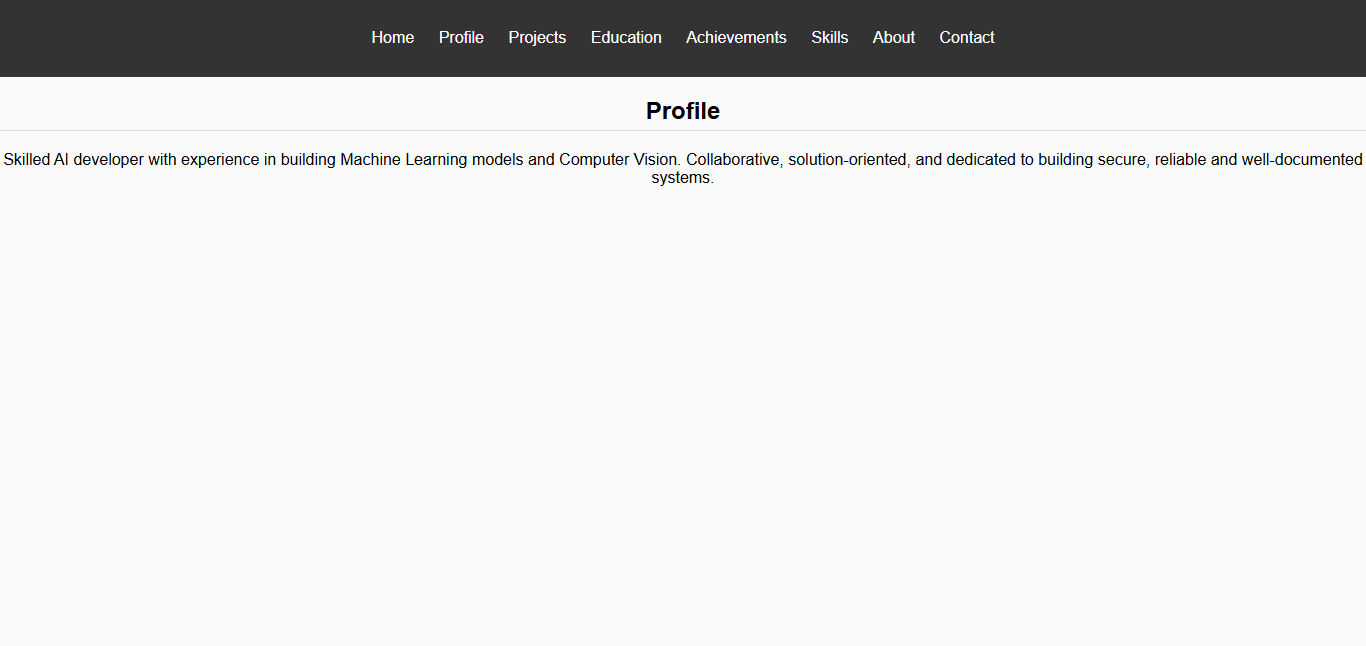 Home Profile Projects Education Achievements Skills About Contact
Profile
Skilled AI developer with experience in building Machine Learning models and Computer Vision. Collaborative, solution-oriented, and dedicated to building secure, reliable and well-documented
systems.